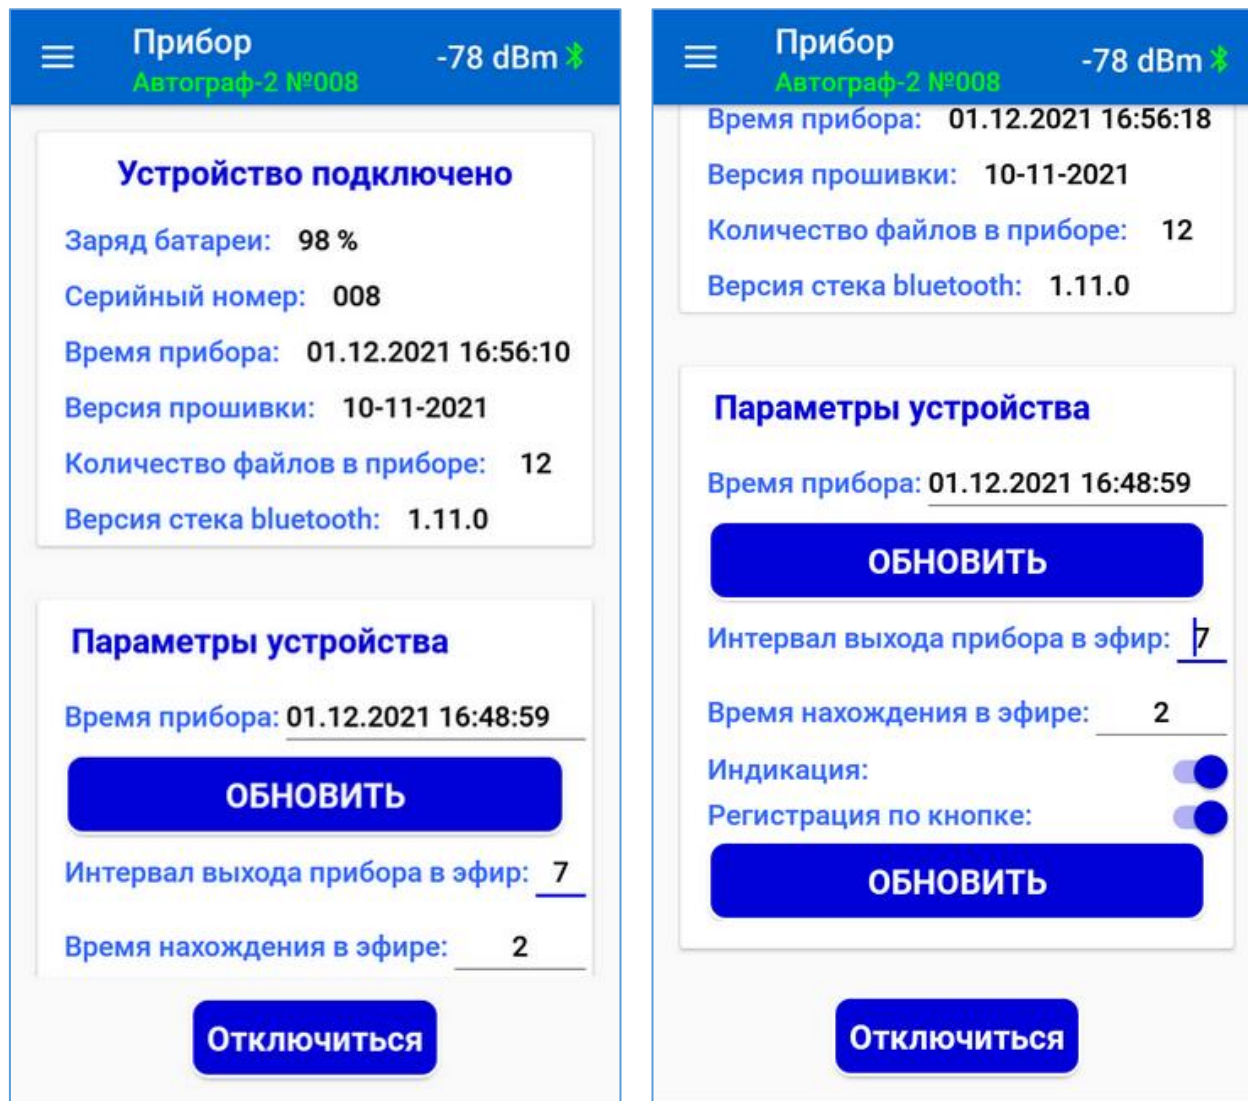 Прибор
Автограф-2 №008
-78 dBm
Устройство подключено
Заряд батареи: 98 %
Серийный номер: 008
Время прибора: 01.12.2021 16:56:10
Версия прошивки: 10-11-2021
Количество файлов в приборе: 12
Версия стека bluetooth: 1.11.0
Параметры устройства
Время прибора: 01.12.2021 16:48:59
ОБНОВИТЬ
Интервал выхода прибора в эфир: 7
Время нахождения в эфире: 2
Отключиться
Прибор
Автограф-2 №008
-78 dBm
Время прибора: 01.12.2021 16:56:18
Версия прошивки: 10-11-2021
Количество файлов в приборе: 12
Версия стека bluetooth: 1.11.0
Параметры устройства
Время прибора: 01.12.2021 16:48:59
ОБНОВИТЬ
Интервал выхода прибора в эфир: 7
Время нахождения в эфире: 2
Индикация:
Регистрация по кнопке:
ОБНОВИТЬ
Отключиться